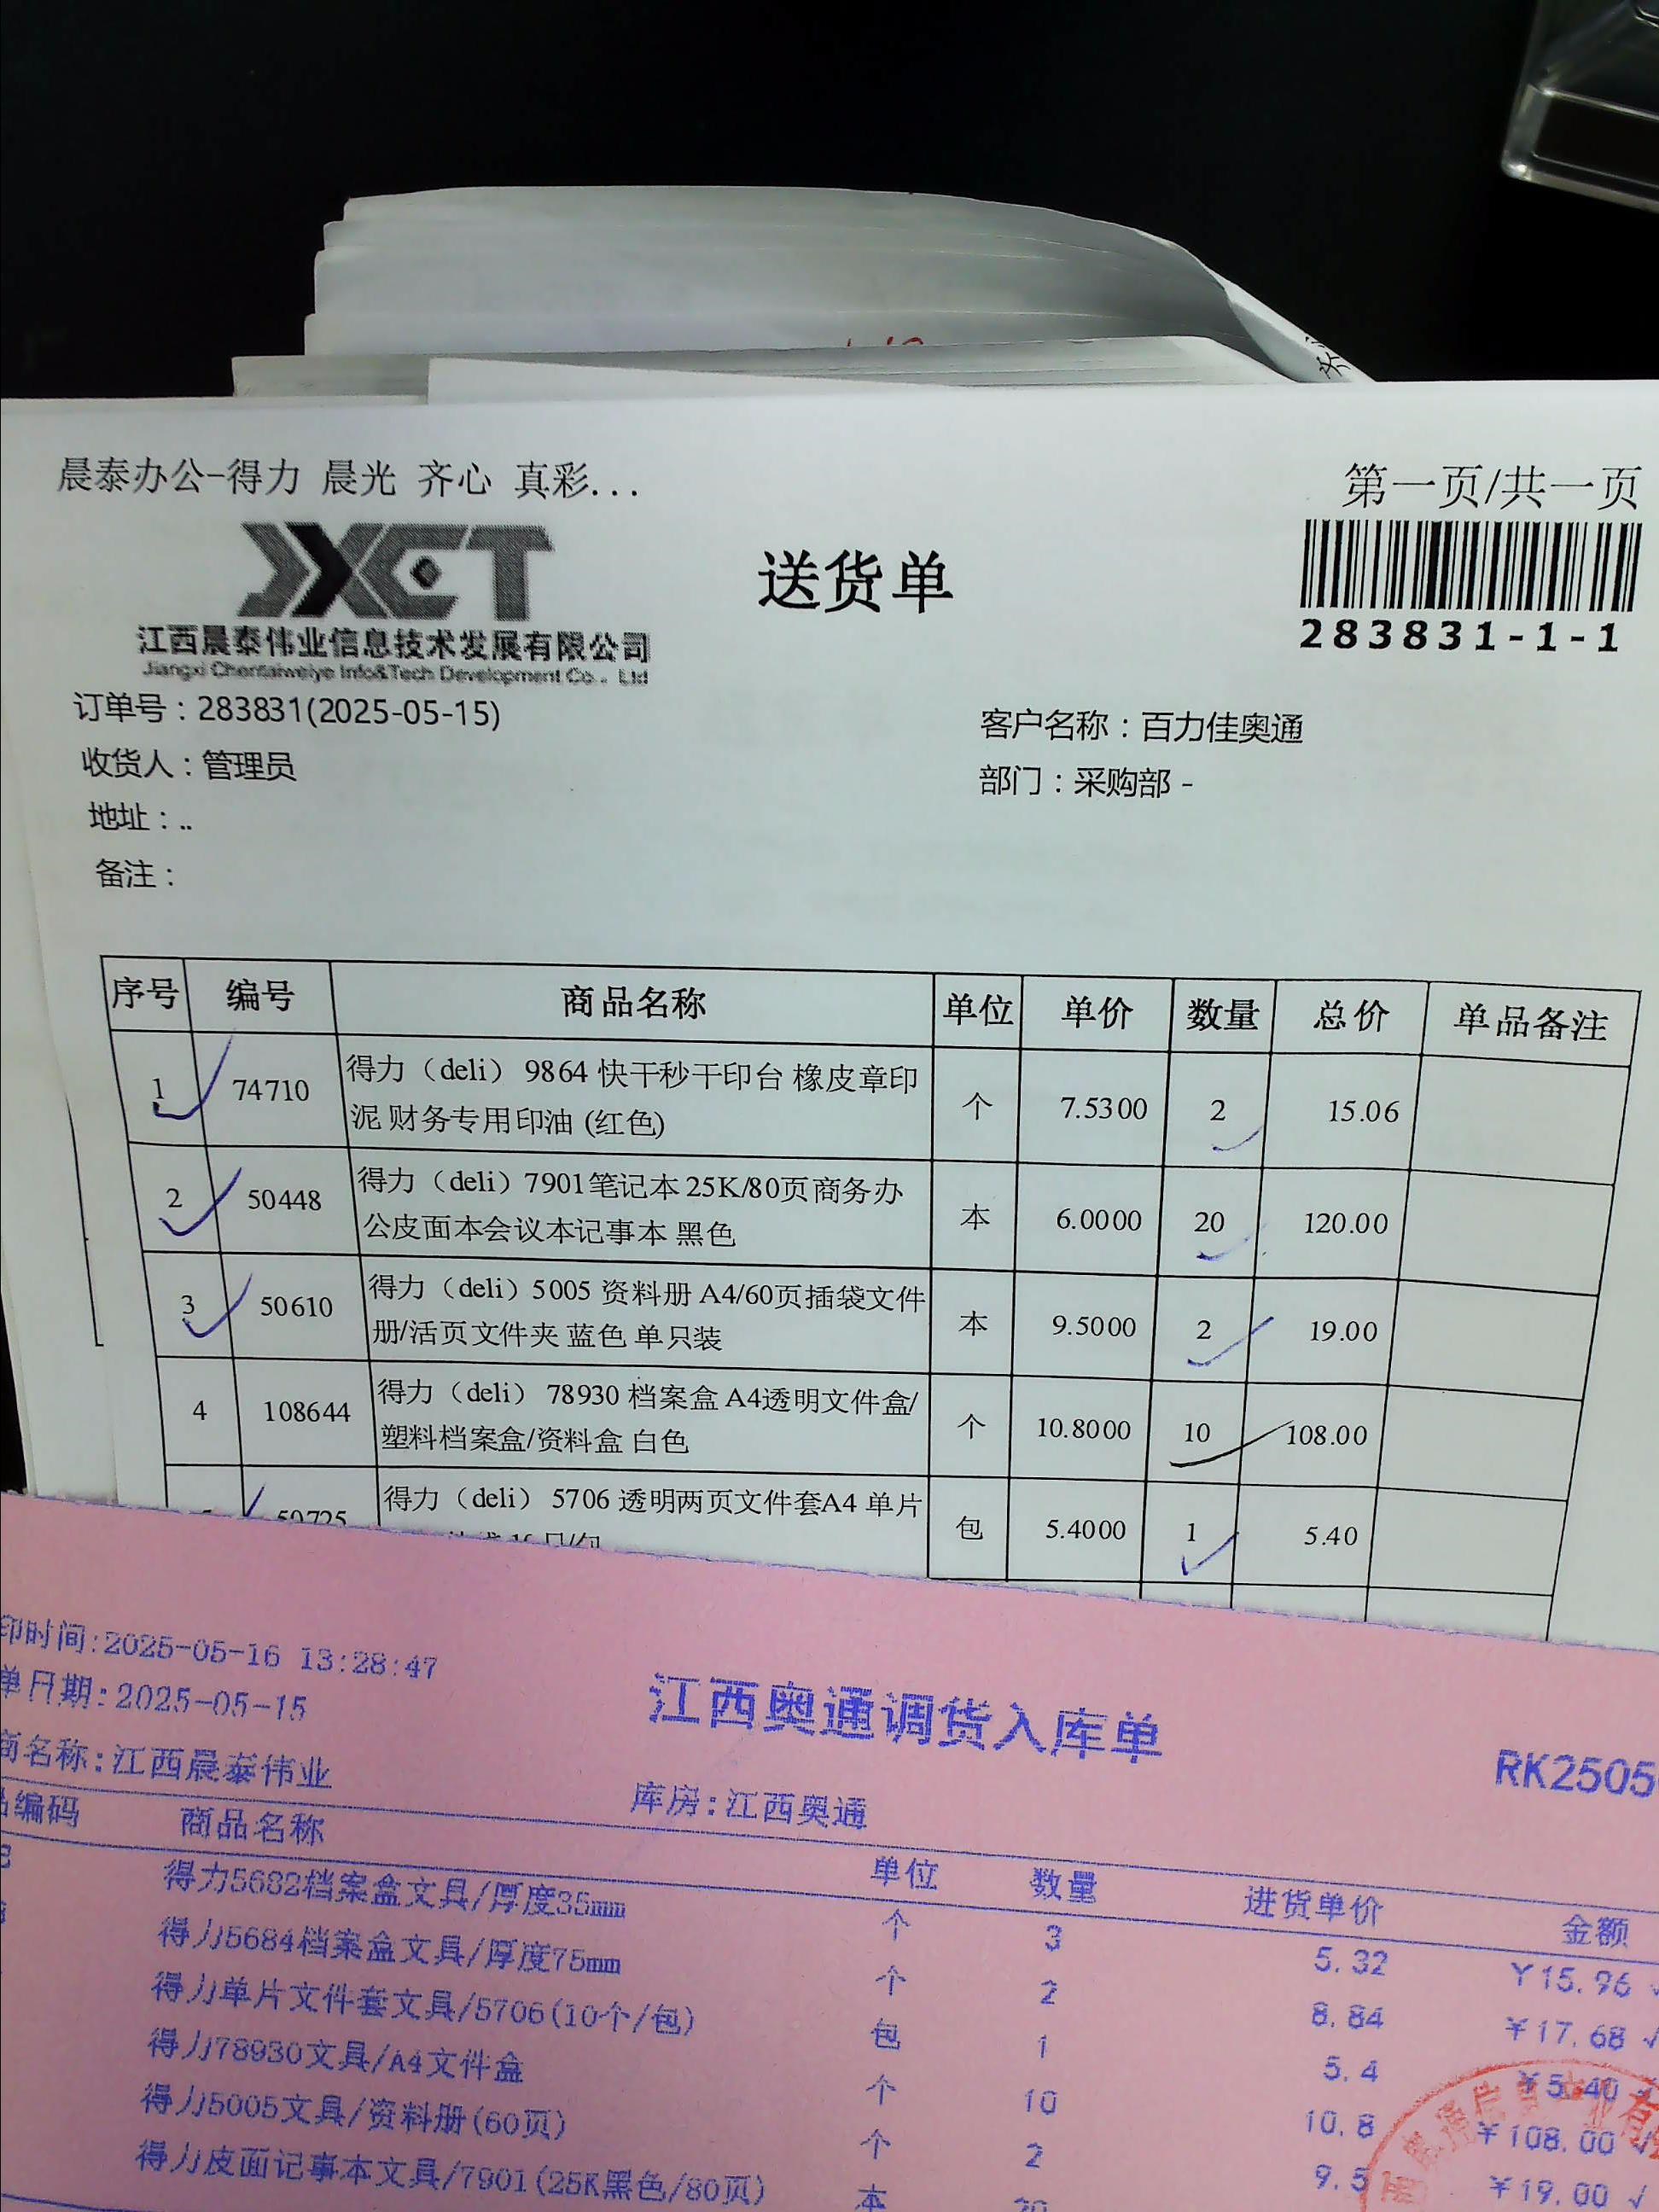 晨泰办公-得力 晨光 齐心 真彩...
第一页/共一页
JXCT
送货单
283831-1-1
江西晨泰伟业信息技术发展有限公司
Jiangxi Chentaiweiye Info&Tech Development Co., Ltd
订单号：283831(2025-05-15)
客户名称：百力佳奥通
收货人：管理员
部门：采购部 -
地址：..
备注：
序号 编号 商品名称 单位 单价 数量 总价 单品备注
1 74710 得力（deli） 9864 快干秒干印台 橡皮章印
泥 财务专用印油 (红色) 个 7.5300 2 15.06
2 50448 得力（deli）7901笔记本 25K/80页商务办
公皮面本会议本记事本 黑色 本 6.0000 20 120.00
3 50610 得力（deli）5005 资料册 A4/60页插袋文件
册/活页文件夹 蓝色 单只装 本 9.5000 2 19.00
4 108644 得力（deli） 78930 档案盒 A4透明文件盒/
塑料档案盒/资料盒 白色 个 10.8000 10 108.00
50725 得力（deli） 5706 透明两页文件套A4 单片
包 5.4000 1 5.40
印时间:2025-05-16 13:28:47
单日期:2025-05-15
江西奥通调货入库单
商名称:江西晨泰伟业
库房:江西奥通
RK2505
编码 商品名称 单位 数量 进货单价 金额
得力5682档案盒文具/厚度35mm 个 3 5.32 ¥15.96
得力5684档案盒文具/厚度75mm 个 2 8.84 ¥17.68
得力单片文件套文具/5706(10个/包) 包 1 5.4 ¥5.40
得力78930文具/A4文件盒 个 10 10.8 ¥108.00
得力5005文具/资料册(60页) 个 2 9.5 ¥19.00
得力皮面记事本文具/7901(25K黑色/80页) 本 20